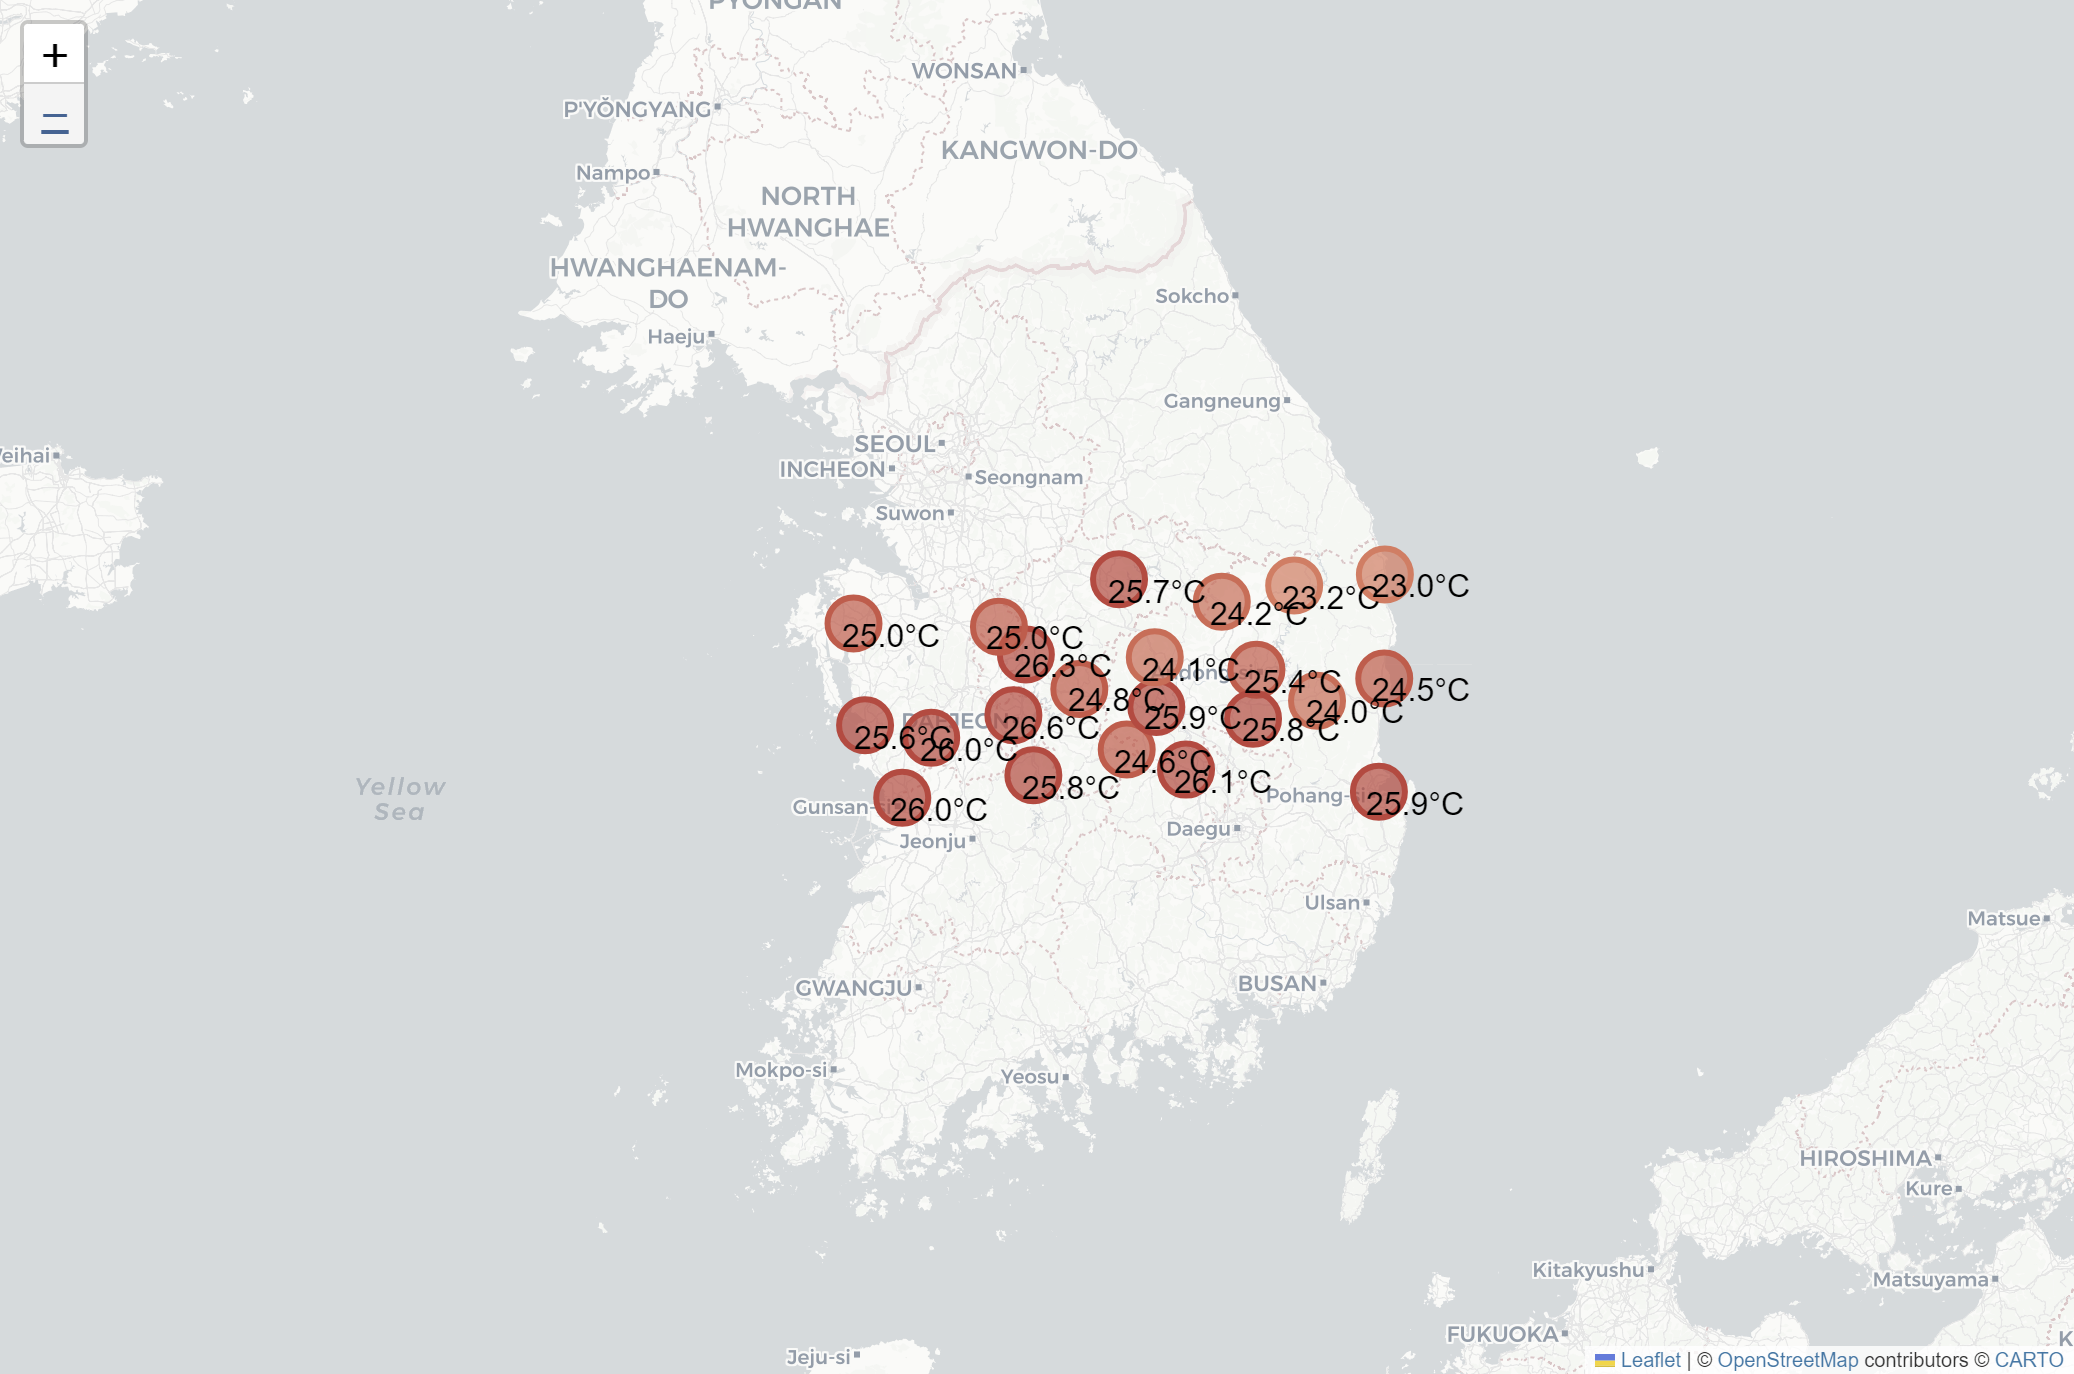 PYONGAN
+
−
WONSAN
P'YŎNGYANG
KANGWON-DO
Nampo
NORTH
HWANGHAE
HWANGHAENAM-
DO
Sokcho
Haeju
Gangneung
SEOUL
INCHEON
Seongnam
Suwon
25.7°C
24.2°C
23.2°C
23.0°C
25.0°C
25.0°C
26.3°C
24.8°C
24.1°C
25.4°C
24.5°C
24.0°C
25.6°C
DAEJEON
26.0°C
26.6°C
25.9°C
25.8°C
24.6°C
26.1°C
25.8°C
Yellow
Sea
26.0°C
25.9°C
Daegu
Jeonju
Ulsan
Matsue
BUSAN
GWANGJU
Mokpo-si
Yeosu
HIROSHIMA
Kure
Kitakyushu
Matsuyama
FUKUOKA
Jeju-si
Leaflet | © OpenStreetMap contributors © CARTO